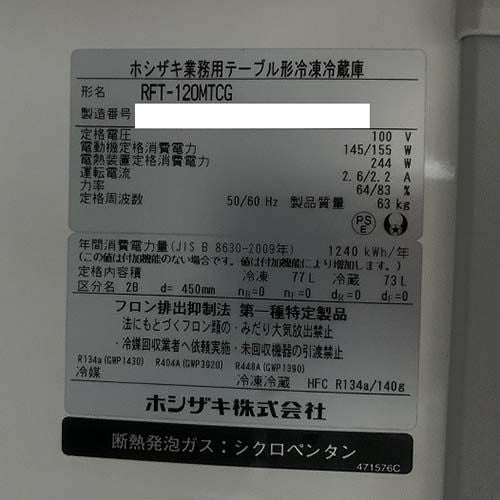 ホシザキ業務用テーブル形冷凍冷蔵庫
形名 RFT-120MTCG
製造番号
定格電圧 100 V
電動機定格消費電力 145/155 W
電熱装置定格消費電力 244 W
運転電流 2.6/2.2 A
力率 64/83 %
定格周波数 50/60 Hz 製品質量 63 kg
PS E
年間消費電力量(JIS B 8630-2009年) 1240 kWh/年
(この値は付加機能のない場合です。値は付加機能により増加します。)
定格内容積 冷凍 77L 冷蔵 73L
区分名 2B d= 450mm nR=0 nF=0 dR=0 dF=0
フロン排出抑制法 第一種特定製品
法にもとづくフロン類の・みだり大気放出禁止
・冷媒回収業者へ依頼実施・未回収機器の引渡禁止
R134a(GWP1430) R404A(GWP3920) R448A(GWP1390)
冷媒 冷凍冷蔵 HFC R134a/140g
ホシザキ株式会社
断熱発泡ガス：シクロペンタン
471576C